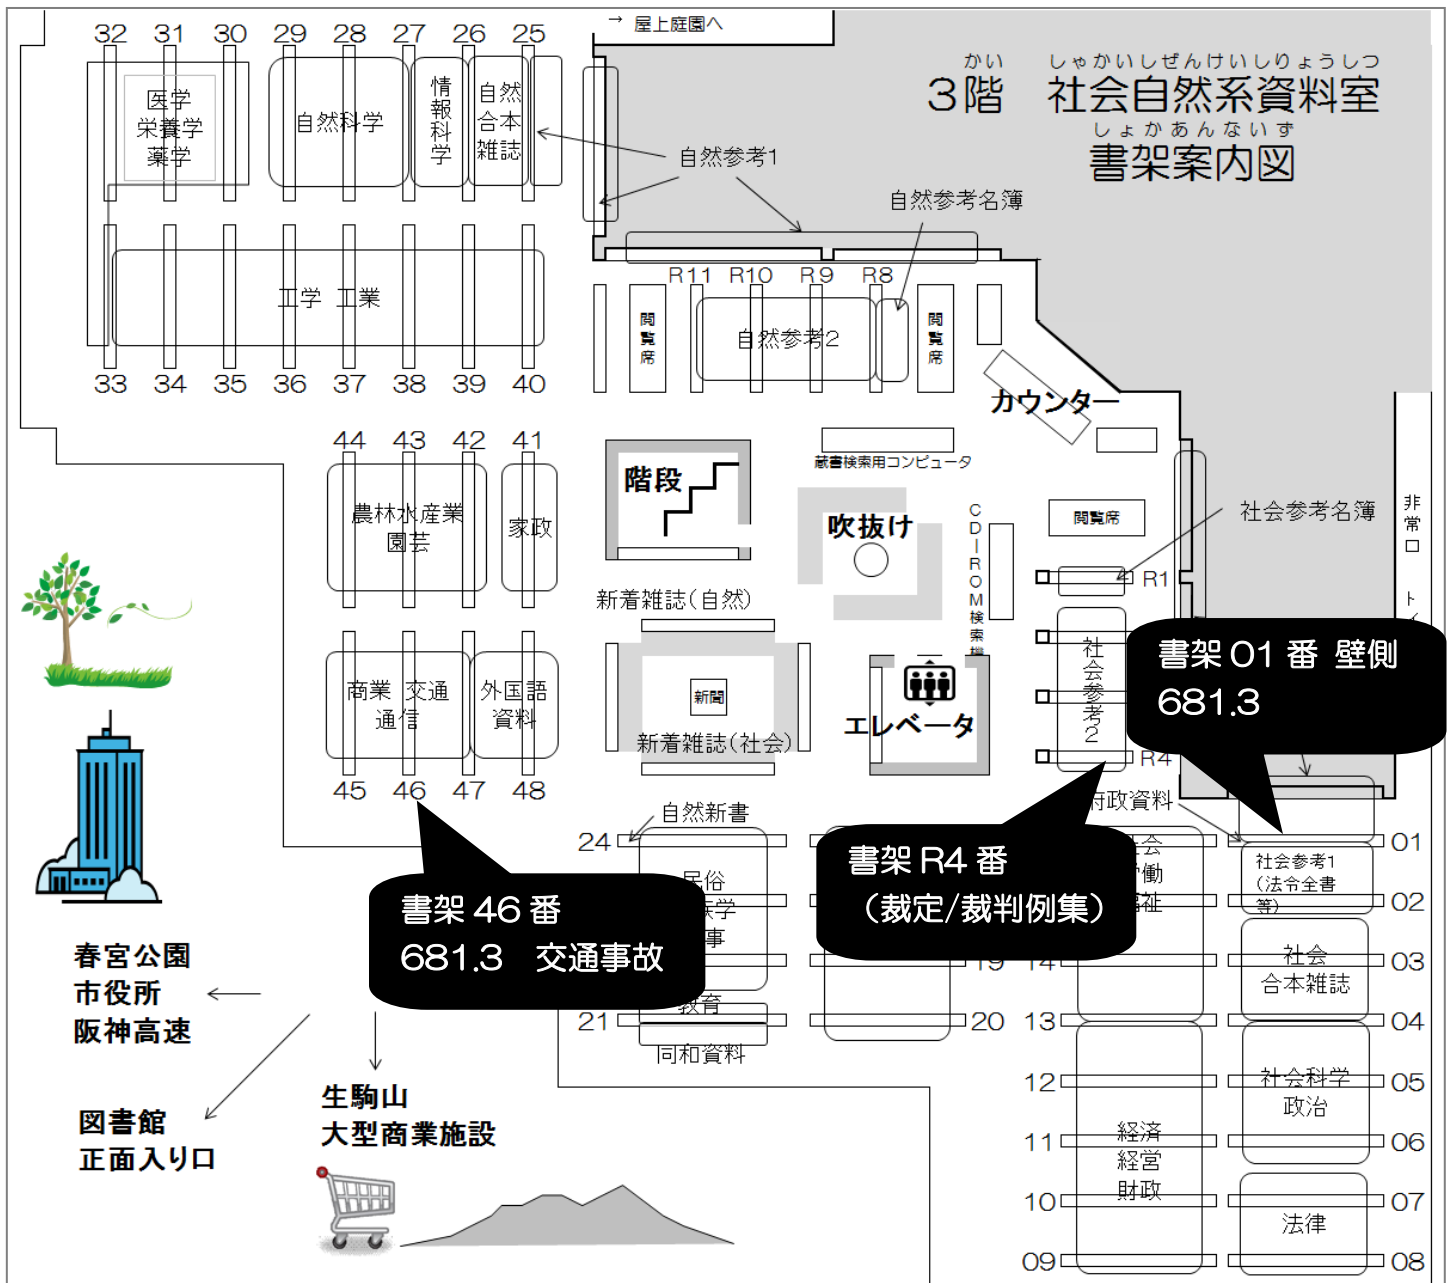 → 屋上庭園へ
かい しゃかいしぜんけいしりょうしつ
3階 社会自然系資料室
しょかあんないず
書架案内図
32 31 30 29 28 27 26 25
医学
栄養学
薬学
自然科学
情報科学
自然
合本
雑誌
自然参考1
自然参考名簿
工学 工業
33 34 35 36 37 38 39 40
R11 R10 R9 R8
閲覧席
自然参考2
閲覧席
カウンター
蔵書検索用コンピュータ
44 43 42 41
農林水産業
園芸
家政
階段
吹抜け
CD|ROM検索機
閲覧席
社会参考名簿
非常口
ト
R1
新着雑誌(自然)
社会参考2
書架 01 番 壁側
681.3
商業 交通
通信
外国語
資料
新聞
エレベータ
新着雑誌(社会)
R4
45 46 47 48
自然新書
府政資料
24
01
書架 R4 番
(裁定/裁判例集)
会
働
祉
社会参考1
(法令全書
等)
02
書架 46 番
681.3 交通事故
民俗
族学
事
19
14
社会
合本雑誌
03
教育
21
20
13
04
同和資料
春宮公園
市役所
阪神高速
12
社会科学
政治
05
図書館
正面入り口
生駒山
大型商業施設
11
経済
経営
財政
06
10
07
法律
09
08